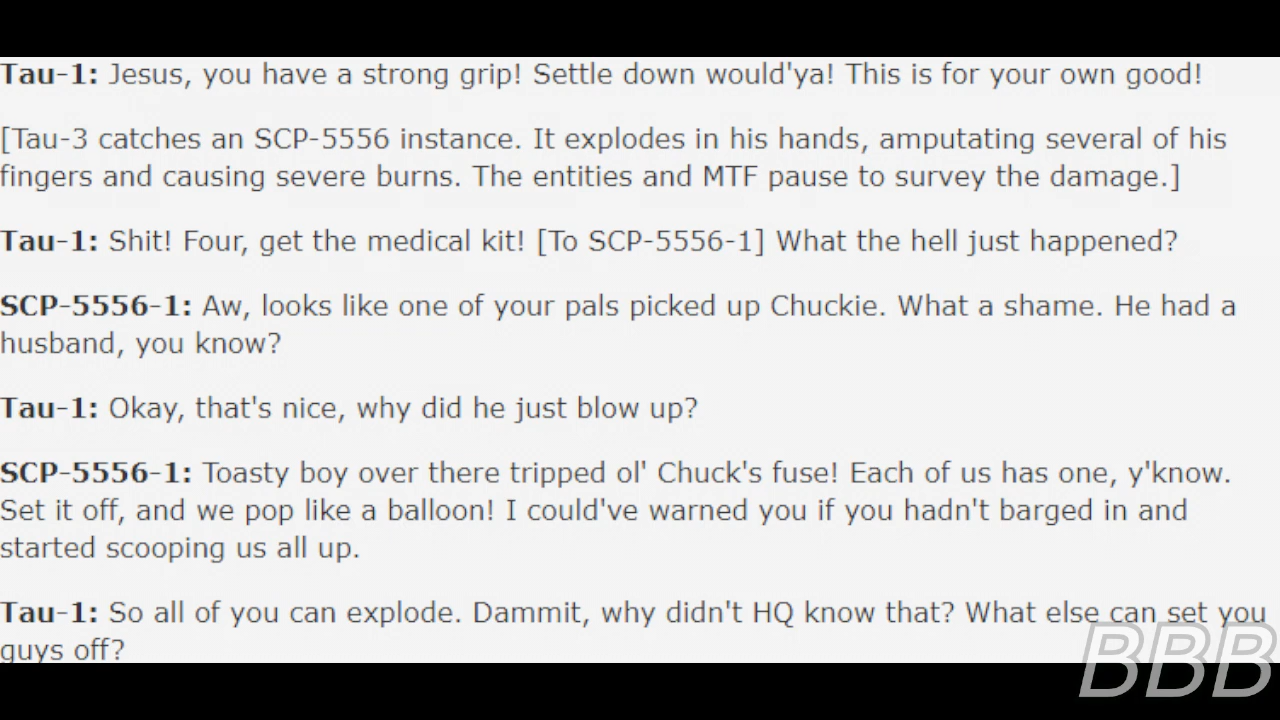 Tau-1: Jesus, you have a strong grip! Settle down would'ya! This is for your own good!
[Tau-3 catches an SCP-5556 instance. It explodes in his hands, amputating several of his
fingers and causing severe burns. The entities and MTF pause to survey the damage.]
Tau-1: Shit! Four, get the medical kit! [To SCP-5556-1] What the hell just happened?
SCP-5556-1: Aw, looks like one of your pals picked up Chuckie. What a shame. He had a
husband, you know?
Tau-1: Okay, that's nice, why did he just blow up?
SCP-5556-1: Toasty boy over there tripped ol' Chuck's fuse! Each of us has one, y'know.
Set it off, and we pop like a balloon! I could've warned you if you hadn't barged in and
started scooping us all up.
Tau-1: So all of you can explode. Dammit, why didn't HQ know that? What else can set you
guys off?
BBB